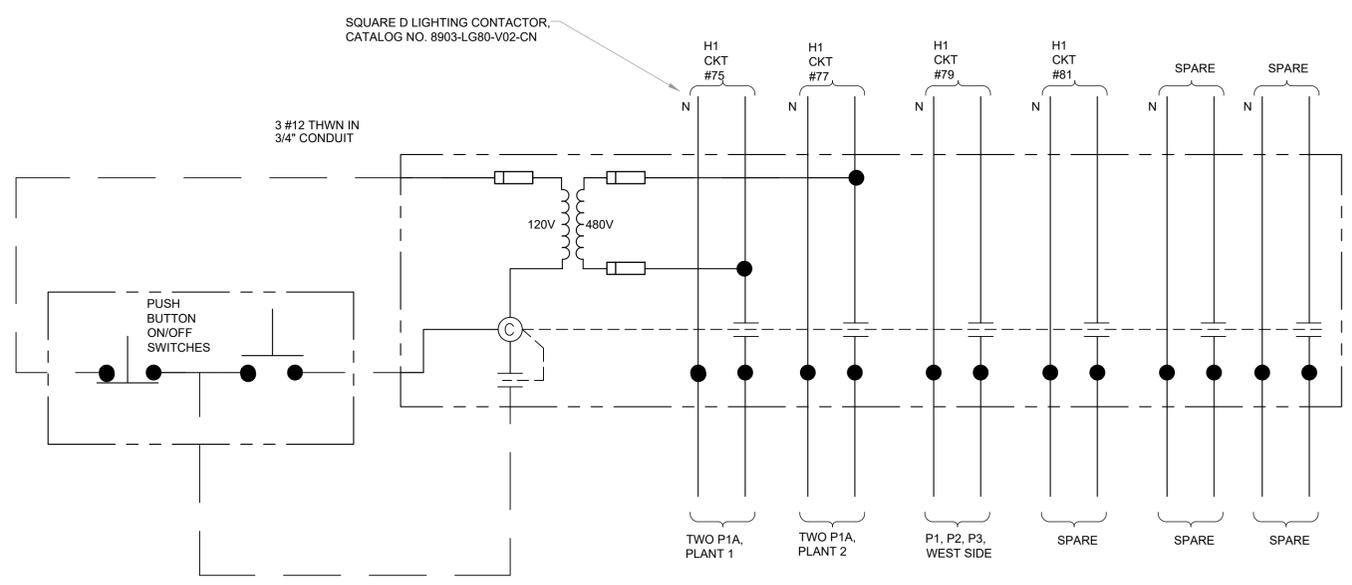 SQUARE D LIGHTING CONTACTOR,
CATALOG NO. 8903-LG80-V02-CN
H1
CKT
#75
H1
CKT
#77
H1
CKT
#79
H1
CKT
#81
SPARE
SPARE
N
N
N
N
N
N
3 #12 THWN IN
3/4" CONDUIT
120V
480V
PUSH
BUTTON
ON/OFF
SWITCHES
C
TWO P1A,
PLANT 1
TWO P1A,
PLANT 2
P1, P2, P3,
WEST SIDE
SPARE
SPARE
SPARE